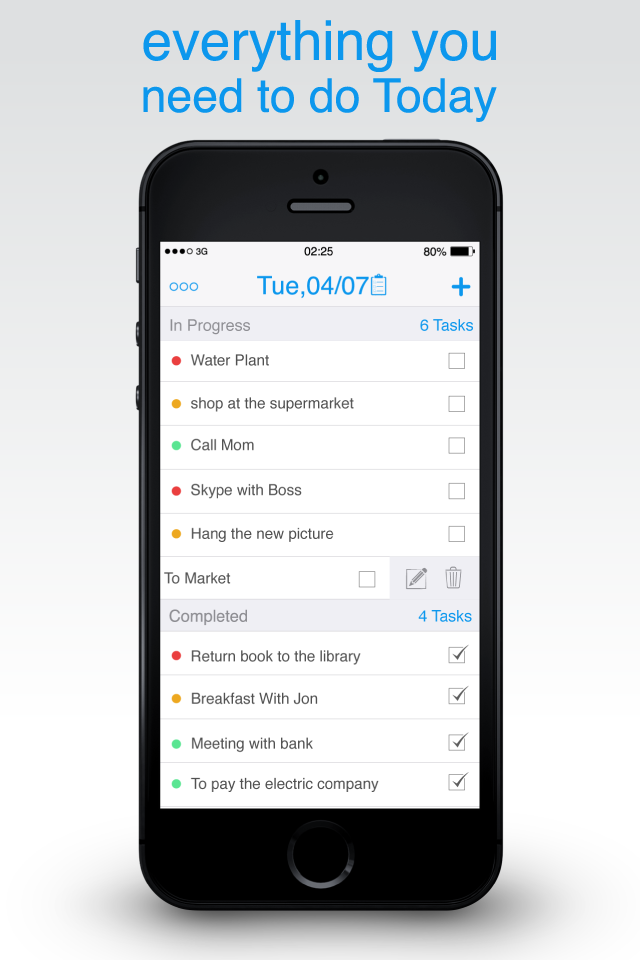 everything you
need to do Today
3G 02:25 80%
Tue,04/07
In Progress 6 Tasks
Water Plant
shop at the supermarket
Call Mom
Skype with Boss
Hang the new picture
To Market
Completed 4 Tasks
Return book to the library
Breakfast With Jon
Meeting with bank
To pay the electric company